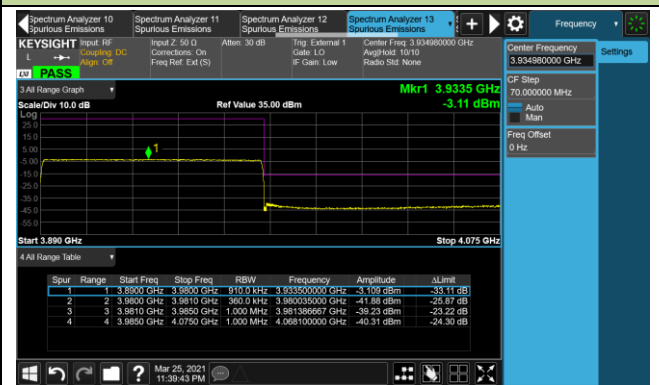 Spectrum Analyzer 10
Spurious Emissions
Spectrum Analyzer 11
Spurious Emissions
Spectrum Analyzer 12
Spurious Emissions
Spectrum Analyzer 13
Spurious Emissions
Frequency
KEYSIGHT
L
Input: RF
Coupling: DC
Align: Off
Input Z: 50 Ω
Corrections: On
Freq Ref: Ext (S)
Atten: 30 dB
Trig: External 1
Gate: LO
IF Gain: Low
Center Freq: 3.934980000 GHz
Avg|Hold: 10/10
Radio Std: None
LXI PASS
3 All Range Graph
Scale/Div 10.0 dB
Ref Value 35.00 dBm
Mkr1 3.9335 GHz
-3.11 dBm
Log
25.0
15.0
5.00
-5.00
-15.0
-25.0
-35.0
-45.0
-55.0
1
Start 3.890 GHz
Stop 4.075 GHz
4 All Range Table
Spur Range Start Freq Stop Freq RBW Frequency Amplitude ΔLimit
1 1 3.8900 GHz 3.9800 GHz 910.0 kHz 3.933500000 GHz -3.109 dBm -33.11 dB
2 2 3.9800 GHz 3.9810 GHz 360.0 kHz 3.980035000 GHz -41.88 dBm -25.87 dB
3 3 3.9810 GHz 3.9850 GHz 1.000 MHz 3.981386667 GHz -39.23 dBm -23.22 dB
4 4 3.9850 GHz 4.0750 GHz 1.000 MHz 4.068100000 GHz -40.31 dBm -24.30 dB
Center Frequency
3.934980000 GHz
Settings
CF Step
70.000000 MHz
Auto
Man
Freq Offset
0 Hz
Mar 25, 2021
11:39:43 PM